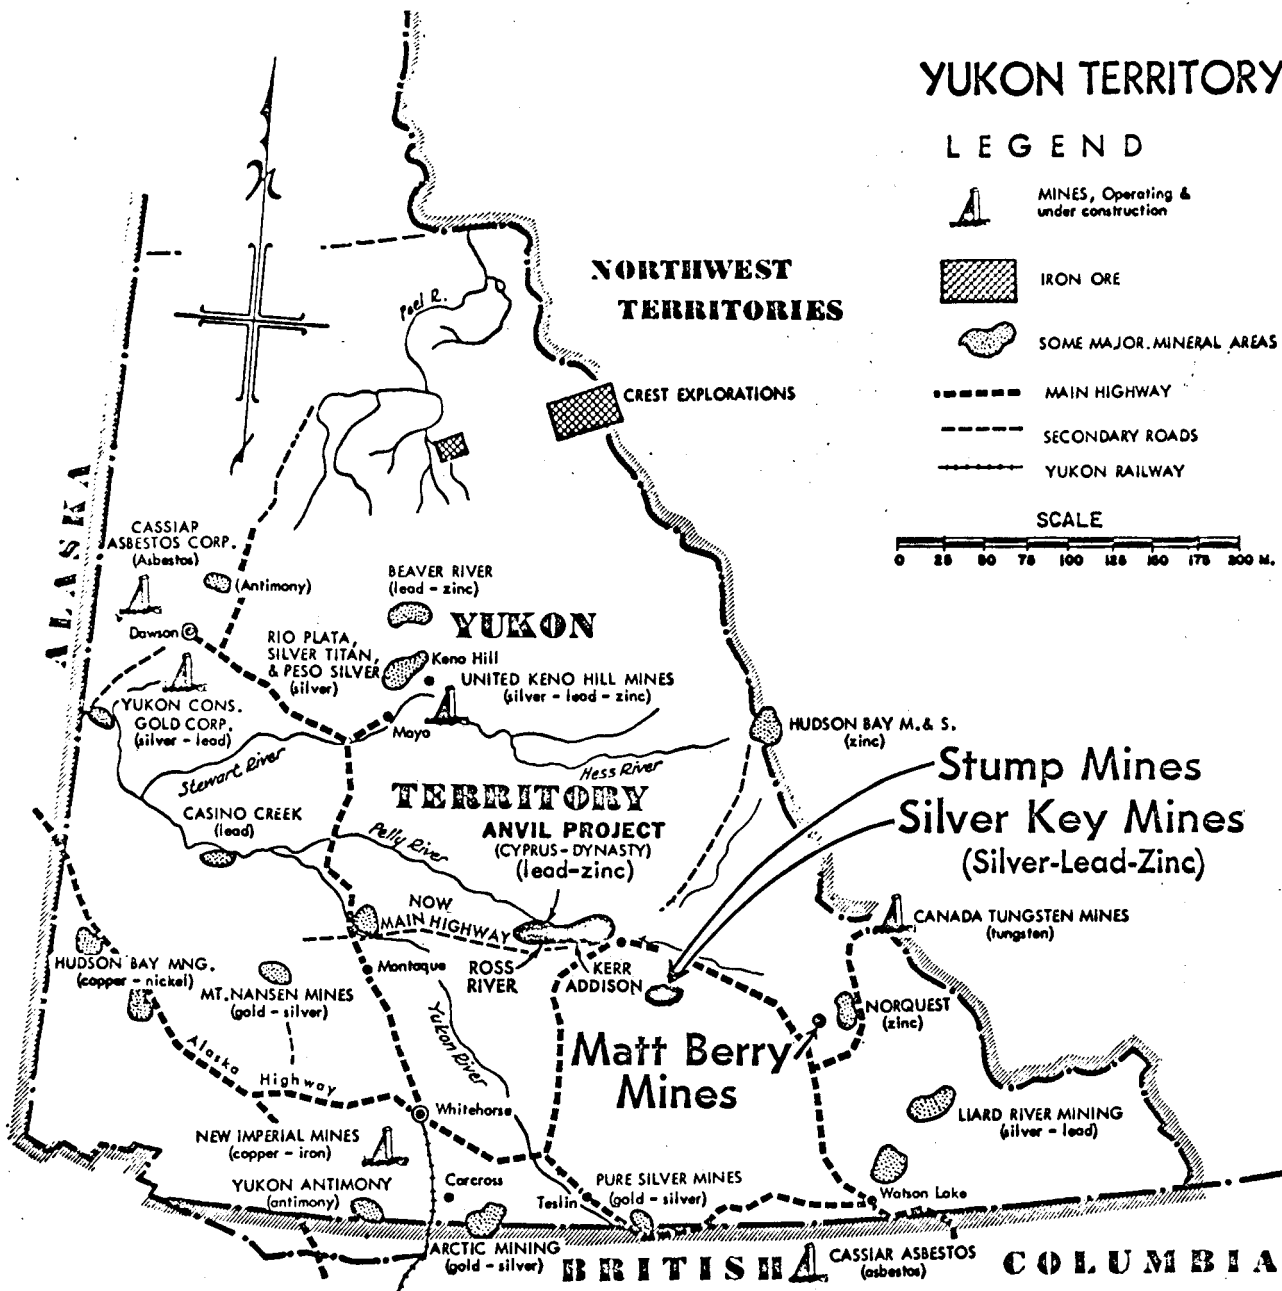 YUKON TERRITORY
LEGEND
MINES, Operating &
under construction
IRON ORE
SOME MAJOR.MINERAL AREAS
MAIN HIGHWAY
SECONDARY ROADS
YUKON RAILWAY
SCALE
0 25 50 75 100 125 150 175 200 M.
N
NORTHWEST
TERRITORIES
Peel R.
CREST EXPLORATIONS
ALASKA
CASSIAR
ASBESTOS CORP.
(Asbestos)
(Antimony)
BEAVER RIVER
(lead - zinc)
YUKON
Dawson
RIO PLATA,
SILVER TITAN,
& PESO SILVER
(silver)
Keno Hill
UNITED KENO HILL MINES
(silver - lead - zinc)
YUKON CONS.
GOLD CORP.
(silver - lead)
Mayo
HUDSON BAY M. & S.
(zinc)
Stewart River
Hess River
Stump Mines
Silver Key Mines
(Silver-Lead-Zinc)
TERRITORY
CASINO CREEK
(lead)
Pelly River
ANVIL PROJECT
(CYPRUS-DYNASTY)
(lead-zinc)
NOW
MAIN HIGHWAY
CANADA TUNGSTEN MINES
(tungsten)
HUDSON BAY MNG.
(copper - nickel)
Montaque
ROSS
RIVER
KERR
ADDISON
MT. NANSEN MINES
(gold - silver)
NORQUEST
(zinc)
Yukon River
Matt Berry
Mines
Alaska
Highway
Whitehorse
LIARD RIVER MINING
(silver - lead)
NEW IMPERIAL MINES
(copper - iron)
YUKON ANTIMONY
(antimony)
Carcross
Teslin
PURE SILVER MINES
(gold - silver)
Watson Lake
ARCTIC MINING
(gold - silver)
BRITISH
CASSIAR ASBESTOS
(asbestos)
COLUMBIA